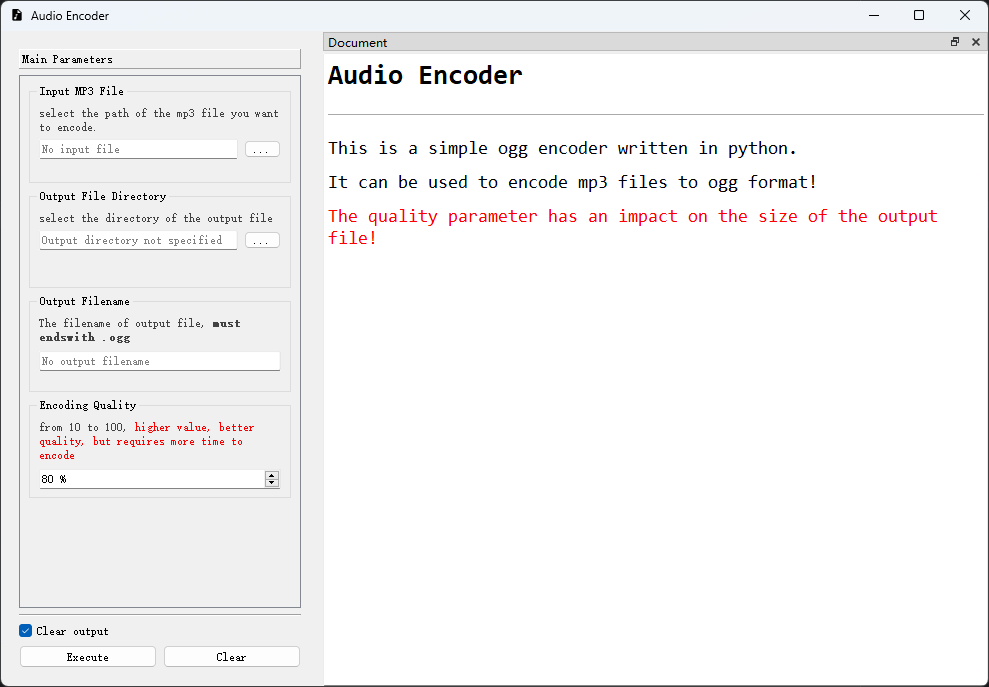 Audio Encoder
Main Parameters
Input MP3 File
select the path of the mp3 file you want
to encode.
No input file
...
Output File Directory
select the directory of the output file
Output directory not specified
...
Output Filename
The filename of output file, must
endswith .ogg
No output filename
Encoding Quality
from 10 to 100, higher value, better
quality, but requires more time to
encode
80 %
Clear output
Execute
Clear
Document
Audio Encoder
This is a simple ogg encoder written in python.
It can be used to encode mp3 files to ogg format!
The quality parameter has an impact on the size of the output
file!